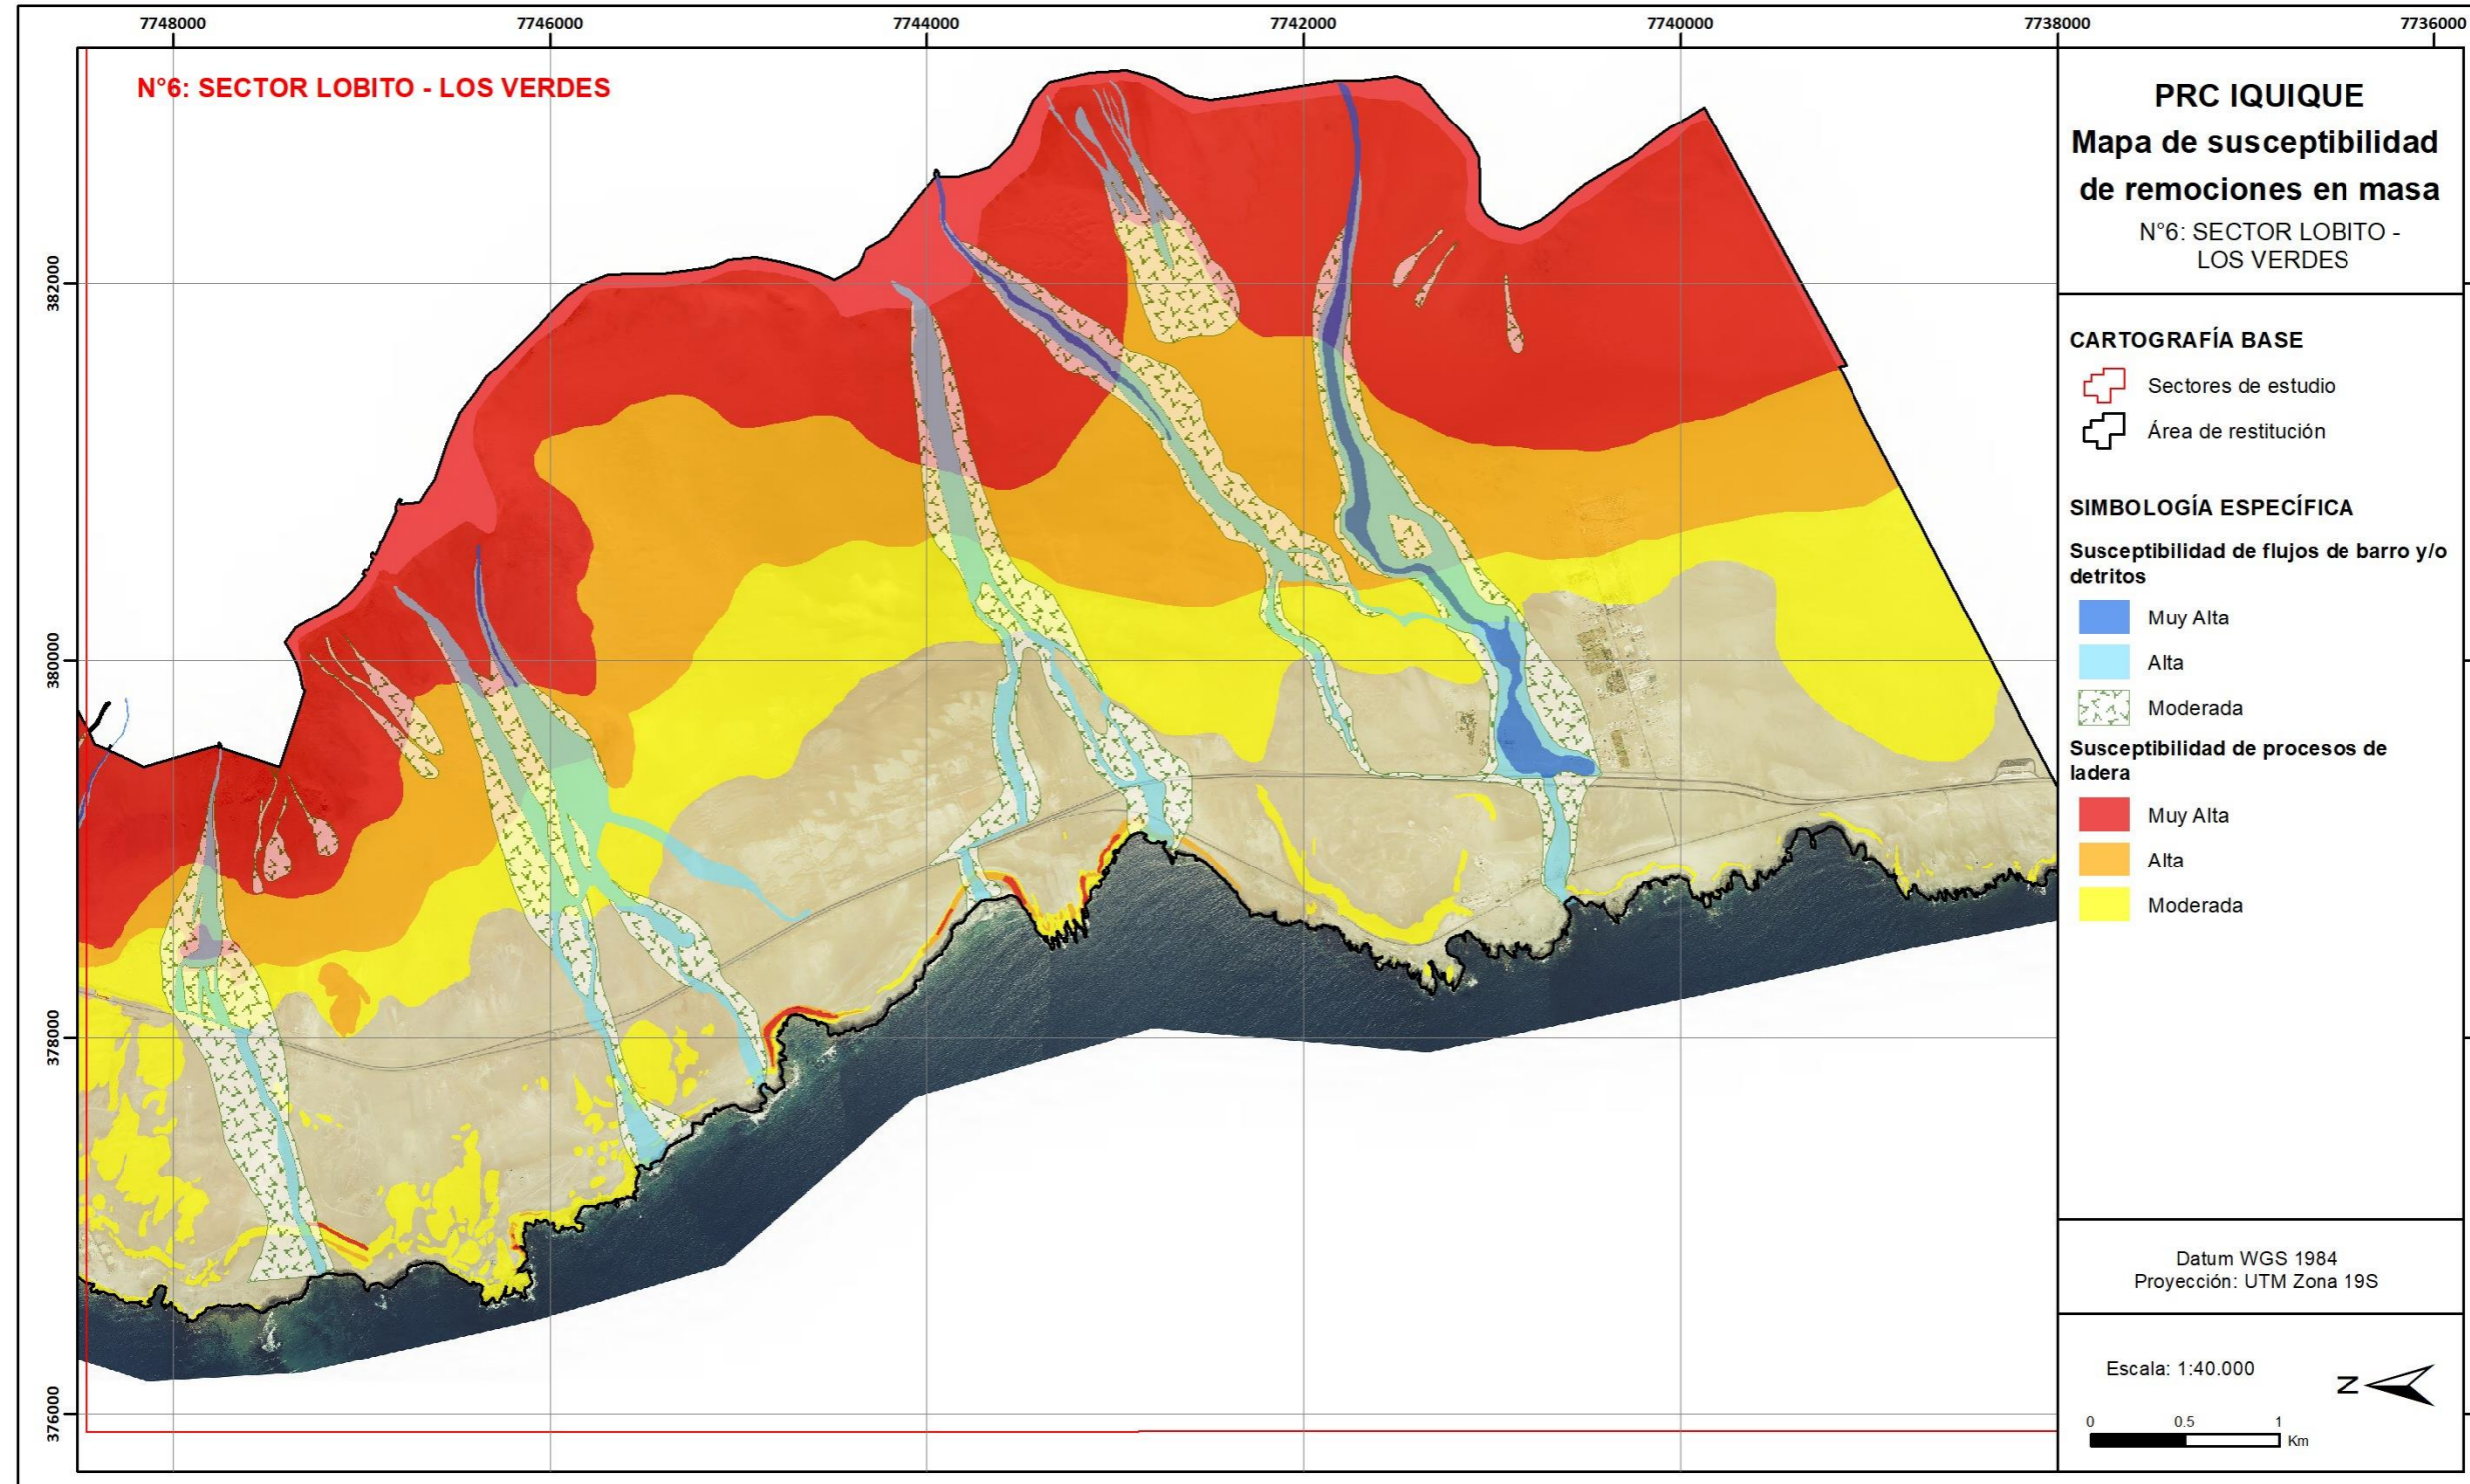 7748000
7746000
7744000
7742000
7740000
7738000
7736000
N°6: SECTOR LOBITO - LOS VERDES
382000
380000
378000
376000
PRC IQUIQUE
Mapa de susceptibilidad
de remociones en masa
N°6: SECTOR LOBITO -
LOS VERDES
CARTOGRAFÍA BASE
Sectores de estudio
Área de restitución
SIMBOLOGÍA ESPECÍFICA
Susceptibilidad de flujos de barro y/o
detritos
Muy Alta
Alta
Moderada
Susceptibilidad de procesos de
ladera
Muy Alta
Alta
Moderada
Datum WGS 1984
Proyección: UTM Zona 19S
Escala: 1:40.000
N
0 0.5 1
Km